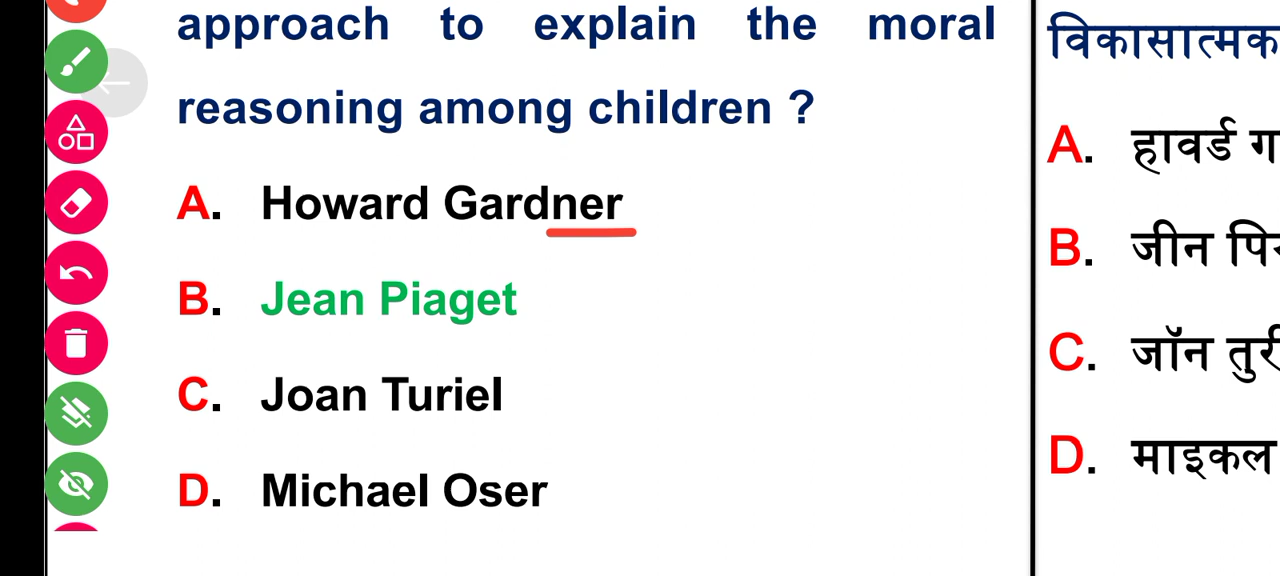 approach to explain the moral
reasoning among children ?
A. Howard Gardner
B. Jean Piaget
C. Joan Turiel
D. Michael Oser
विकासात्मक
A. हावर्ड
B. जीन
C. जॉन
D. माइकल